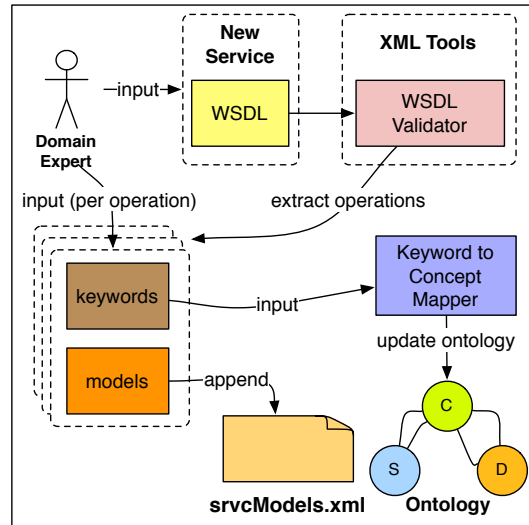 New
Service
XML Tools
input
WSDL
WSDL
Validator
Domain
Expert
input (per operation)
extract operations
keywords
input
Keyword to
Concept
Mapper
update ontology
models
append
C
S
D
srvcModels.xml
Ontology